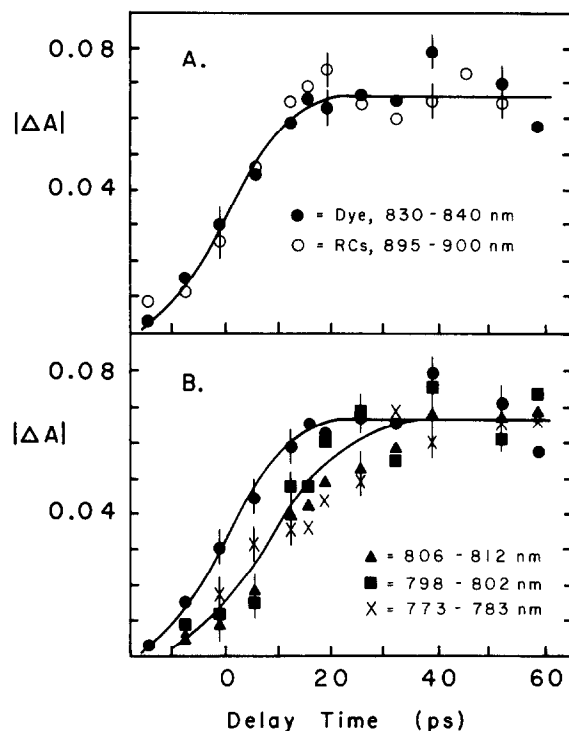 0.08
A.
|ΔA|
0.04
● = Dye, 830-840 nm
○ = RCs, 895-900 nm
0.08
B.
|ΔA|
0.04
▲ = 806-812 nm
■ = 798-802 nm
× = 773-783 nm
0 20 40 60
Delay Time (ps)